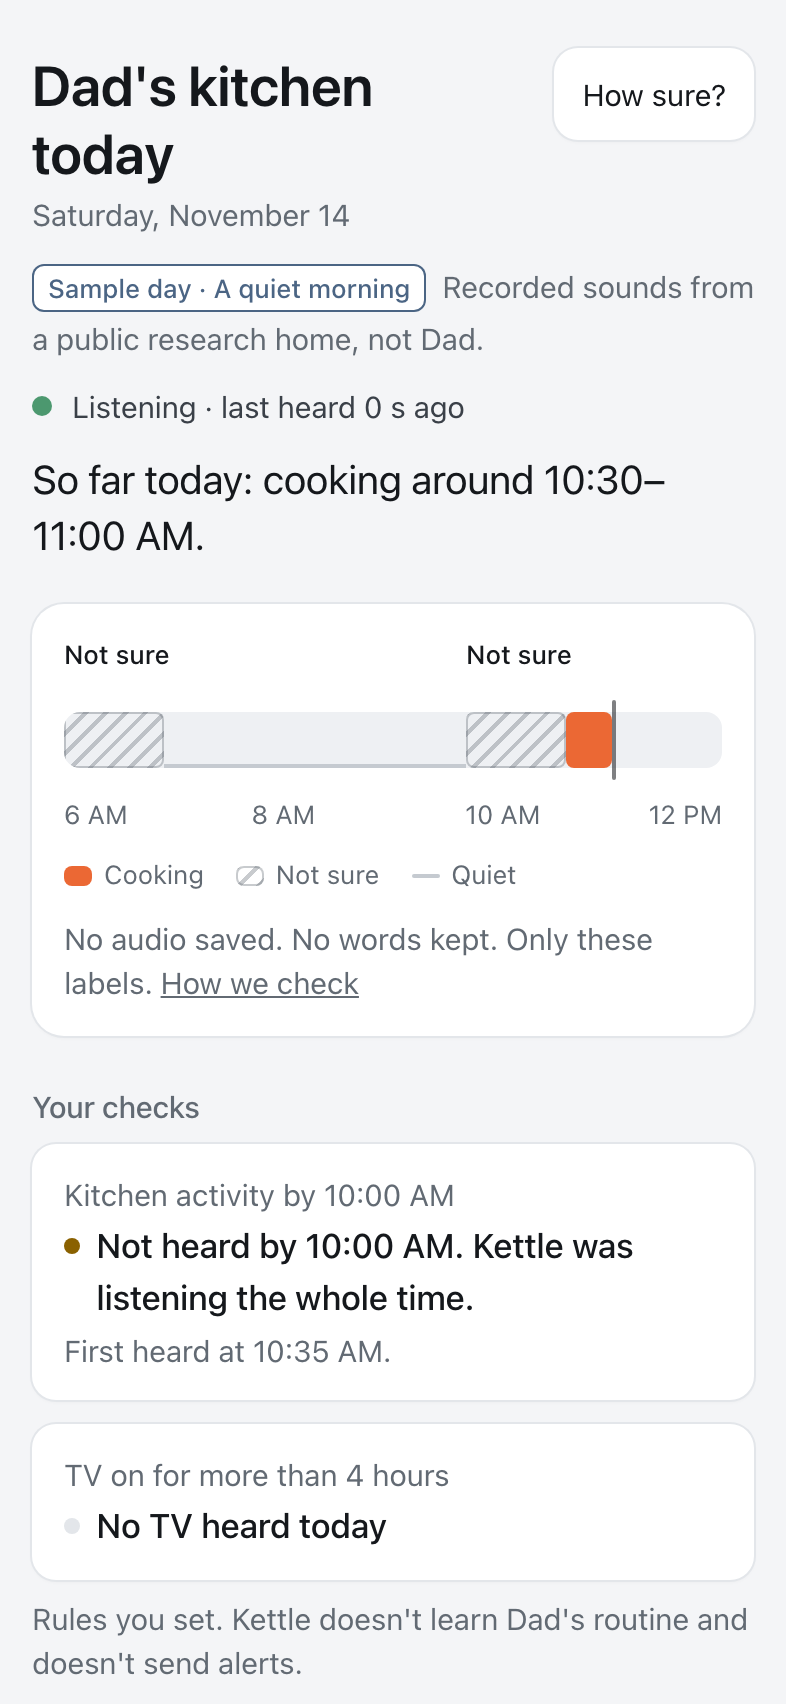 Dad's kitchen
today
How sure?
Saturday, November 14
Sample day · A quiet morning Recorded sounds from
a public research home, not Dad.
Listening · last heard 0 s ago
So far today: cooking around 10:30–
11:00 AM.
Not sure Not sure
6 AM 8 AM 10 AM 12 PM
Cooking Not sure Quiet
No audio saved. No words kept. Only these
labels. How we check
Your checks
Kitchen activity by 10:00 AM
Not heard by 10:00 AM. Kettle was
listening the whole time.
First heard at 10:35 AM.
TV on for more than 4 hours
No TV heard today
Rules you set. Kettle doesn't learn Dad's routine and
doesn't send alerts.